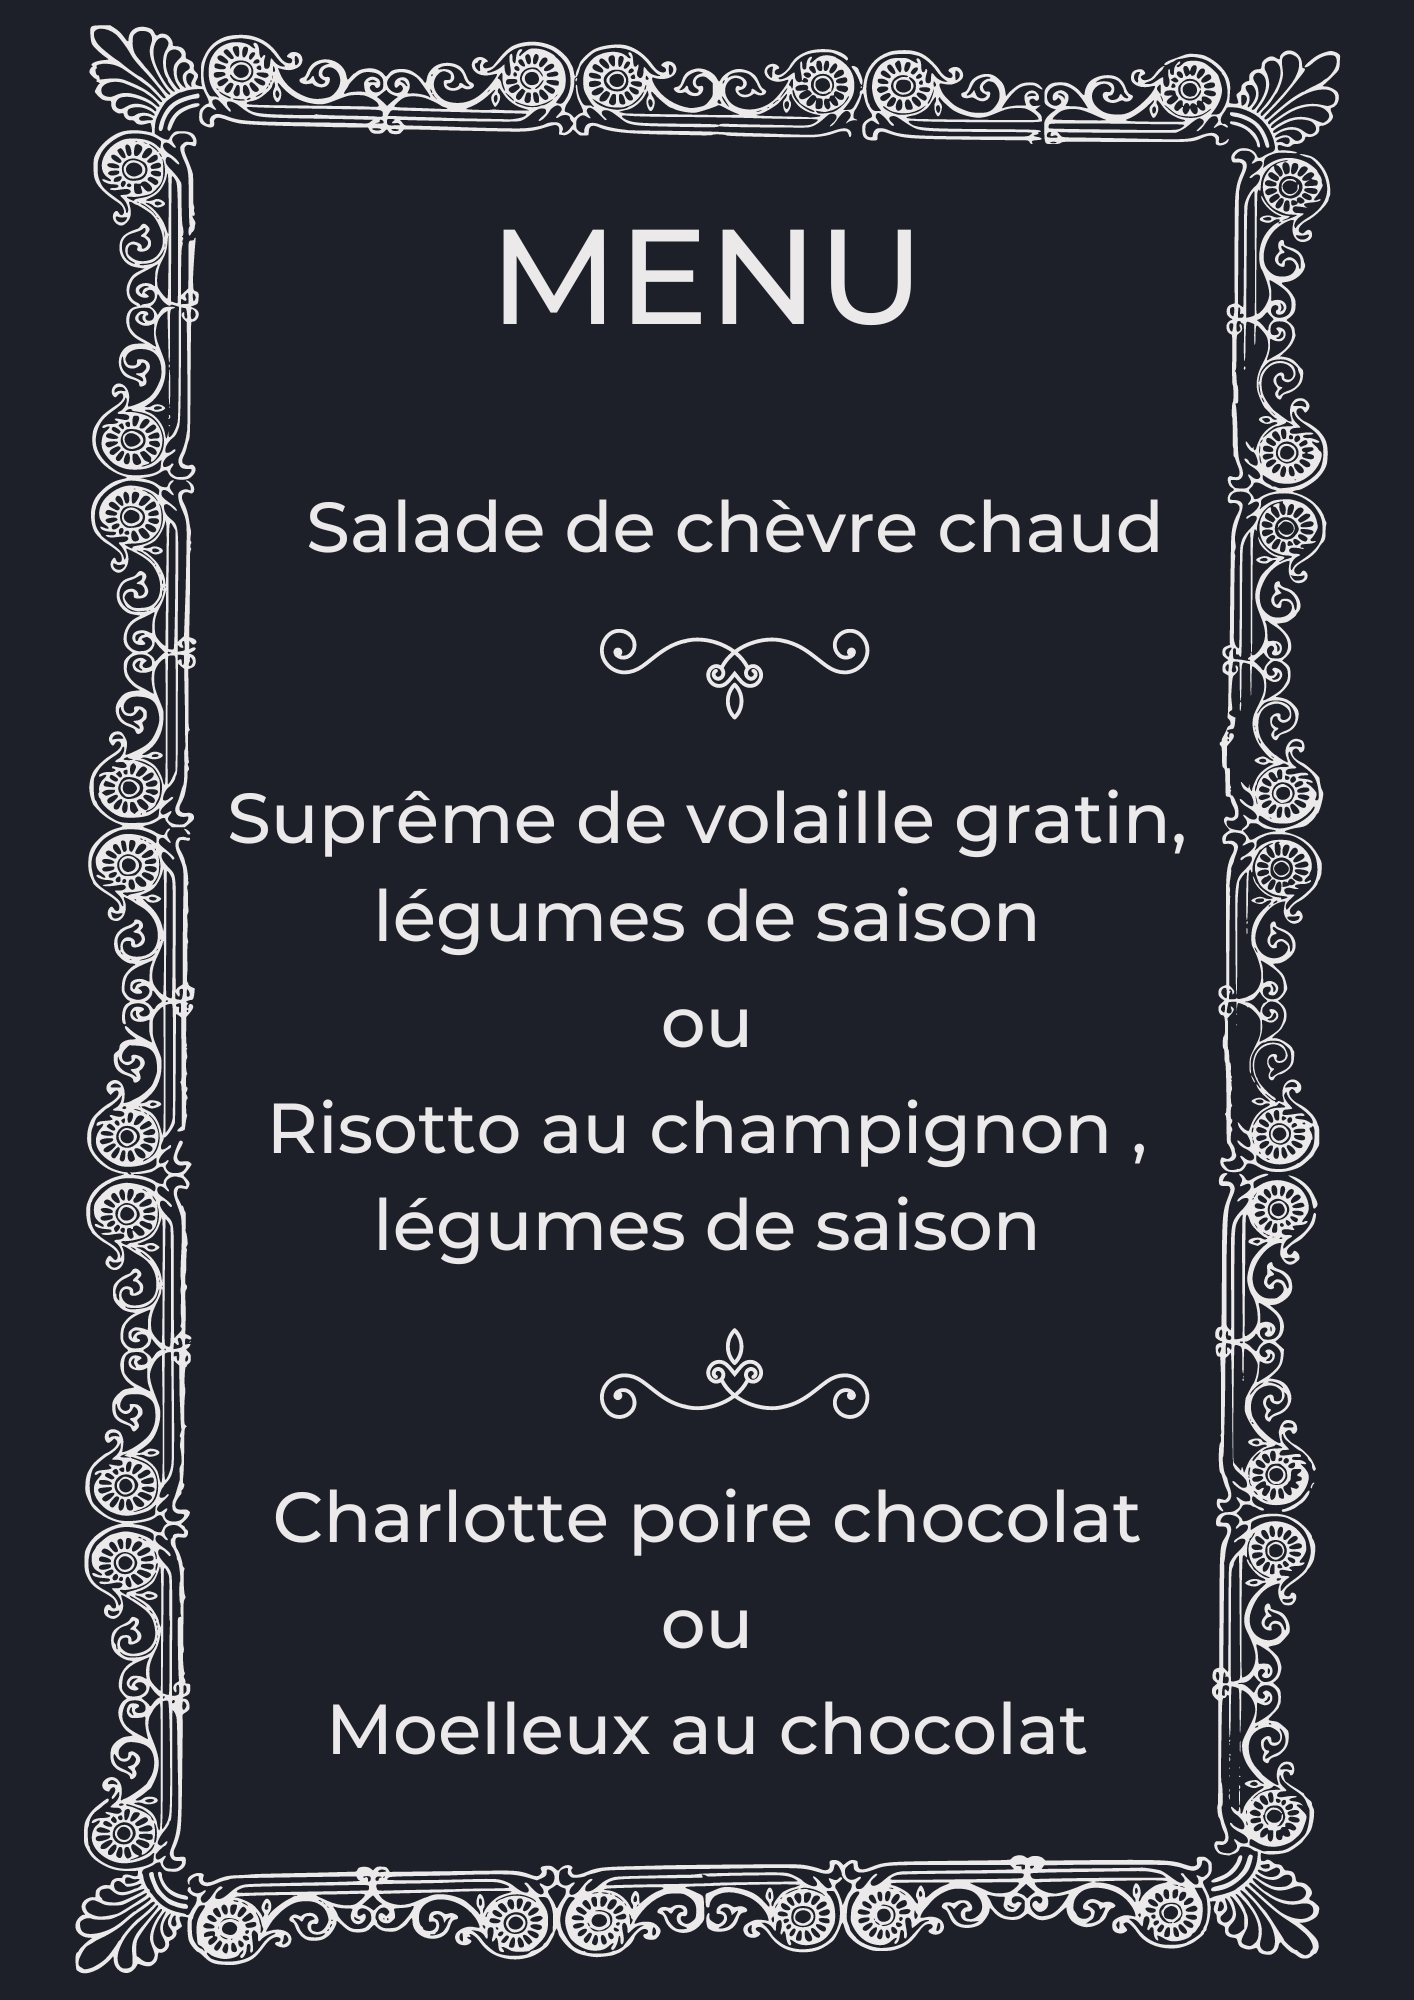 MENU
Salade de chèvre chaud
Suprême de volaille gratin,
légumes de saison
ou
Risotto au champignon ,
légumes de saison
Charlotte poire chocolat
ou
Moelleux au chocolat